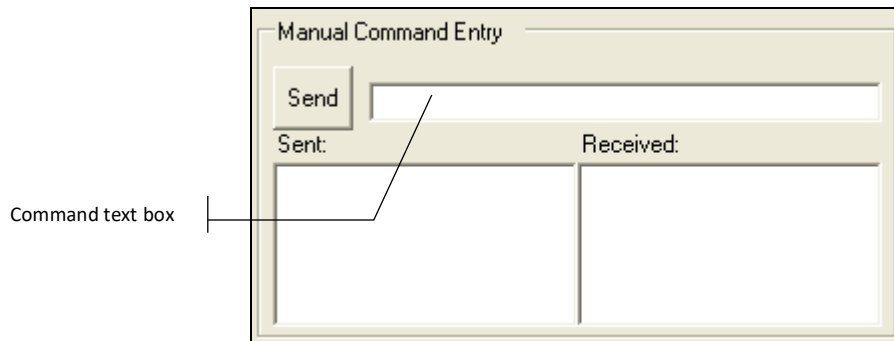 Manual Command Entry
Send
Sent:
Received:
Command text box